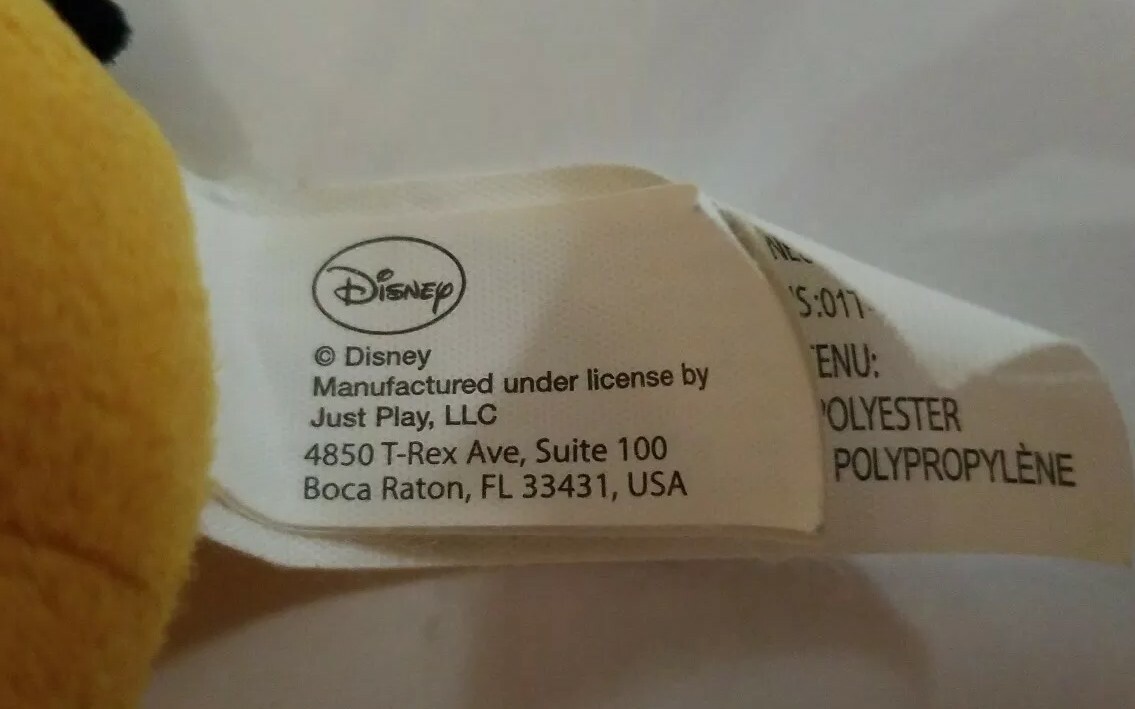 Disney
© Disney
Manufactured under license by
Just Play, LLC
4850 T-Rex Ave, Suite 100
Boca Raton, FL 33431, USA
S:017
ENU:
POLYESTER
POLYPROPYLÈNE